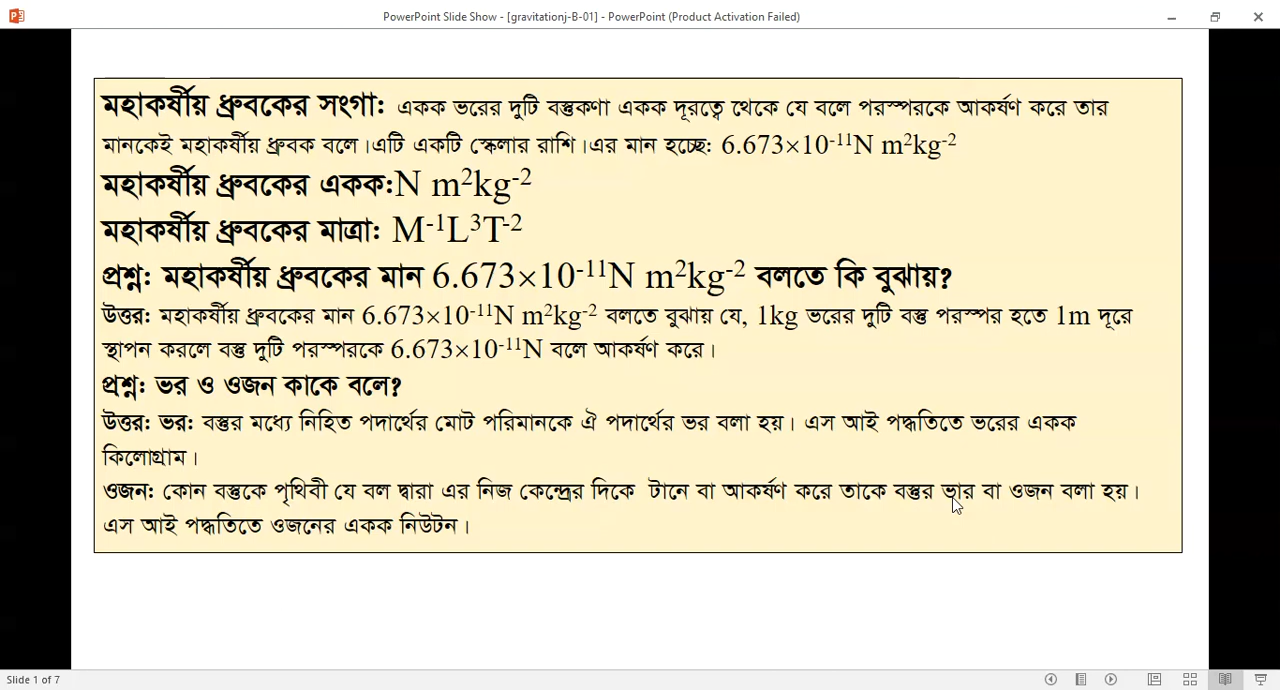 PowerPoint Slide Show - [gravitationj-B-01] - PowerPoint (Product Activation Failed)
মহাকর্ষীয় ধ্রুবকের সংগা: একক ভরের দুটি বস্তুকণা একক দূরত্বে থেকে যে বলে পরস্পরকে আকর্ষণ করে তার
মানকেই মহাকর্ষীয় ধ্রুবক বলে।এটি একটি স্কেলার রাশি।এর মান হচ্ছে: 6.673×10⁻¹¹N m²kg⁻²
মহাকর্ষীয় ধ্রুবকের একক:N m²kg⁻²
মহাকর্ষীয় ধ্রুবকের মাত্রা: M⁻¹L³T⁻²
প্রশ্ন: মহাকর্ষীয় ধ্রুবকের মান 6.673×10⁻¹¹N m²kg⁻² বলতে কি বুঝায়?
উত্তর: মহাকর্ষীয় ধ্রুবকের মান 6.673×10⁻¹¹N m²kg⁻² বলতে বুঝায় যে, 1kg ভরের দুটি বস্তু পরস্পর হতে 1m দূরে
স্থাপন করলে বস্তু দুটি পরস্পরকে 6.673×10⁻¹¹N বলে আকর্ষণ করে।
প্রশ্ন: ভর ও ওজন কাকে বলে?
উত্তর: ভর: বস্তুর মধ্যে নিহিত পদার্থের মোট পরিমানকে ঐ পদার্থের ভর বলা হয়। এস আই পদ্ধতিতে ভরের একক
কিলোগ্রাম।
ওজন: কোন বস্তুকে পৃথিবী যে বল দ্বারা এর নিজ কেন্দ্রের দিকে টানে বা আকর্ষণ করে তাকে বস্তুর ভার বা ওজন বলা হয়।
এস আই পদ্ধতিতে ওজনের একক নিউটন।
Slide 1 of 7